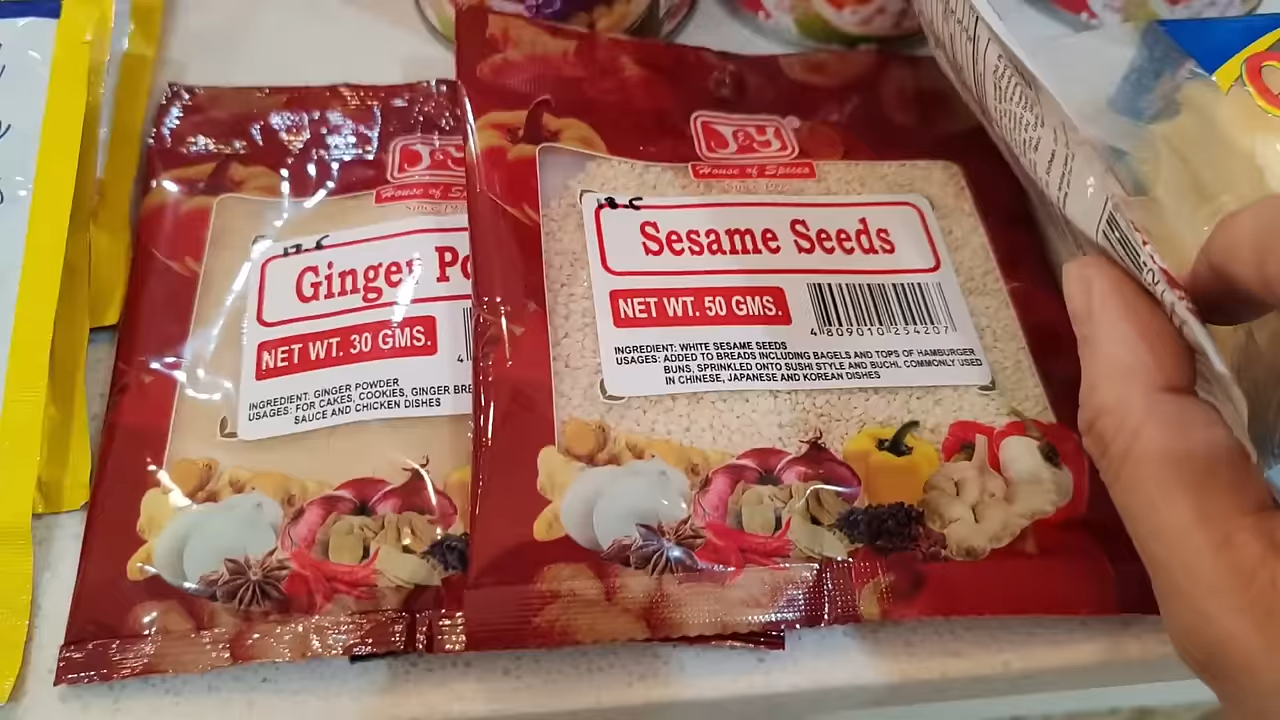 J&Y
House of
Since 19
Ginger
NET WT. 30 GMS.
INGREDIENT: GINGER POWDER
USAGES: FOR CAKES, COOKIES, GINGER BRE
SAUCE AND CHICKEN DISHES
J&Y
House of Spices
Since
Sesame Seeds
NET WT. 50 GMS.
4 809010 254207
INGREDIENT: WHITE SESAME SEEDS
USAGES: ADDED TO BREADS INCLUDING BAGELS AND TOPS OF HAMBURGER
BUNS, SPRINKLED ONTO SUSHI STYLE AND BUCHI. COMMONLY USED
IN CHINESE, JAPANESE AND KOREAN DISHES